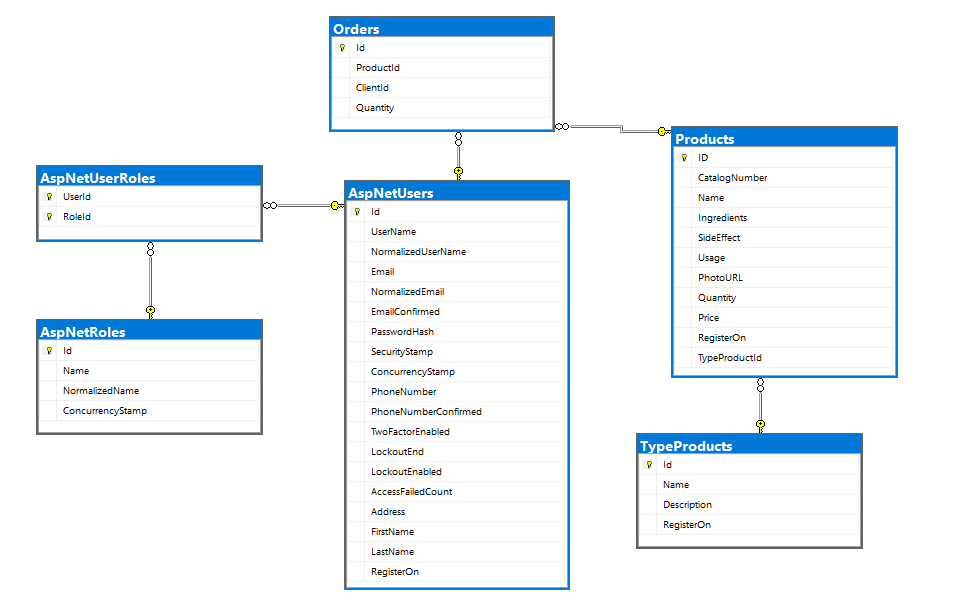 Orders
Id
ProductId
ClientId
Quantity
Products
ID
CatalogNumber
Name
Ingredients
SideEffect
Usage
PhotoURL
Quantity
Price
RegisterOn
TypeProductId
AspNetUserRoles
UserId
RoleId
AspNetUsers
Id
UserName
NormalizedUserName
Email
NormalizedEmail
EmailConfirmed
PasswordHash
SecurityStamp
ConcurrencyStamp
PhoneNumber
PhoneNumberConfirmed
TwoFactorEnabled
LockoutEnd
LockoutEnabled
AccessFailedCount
Address
FirstName
LastName
RegisterOn
AspNetRoles
Id
Name
NormalizedName
ConcurrencyStamp
TypeProducts
Id
Name
Description
RegisterOn